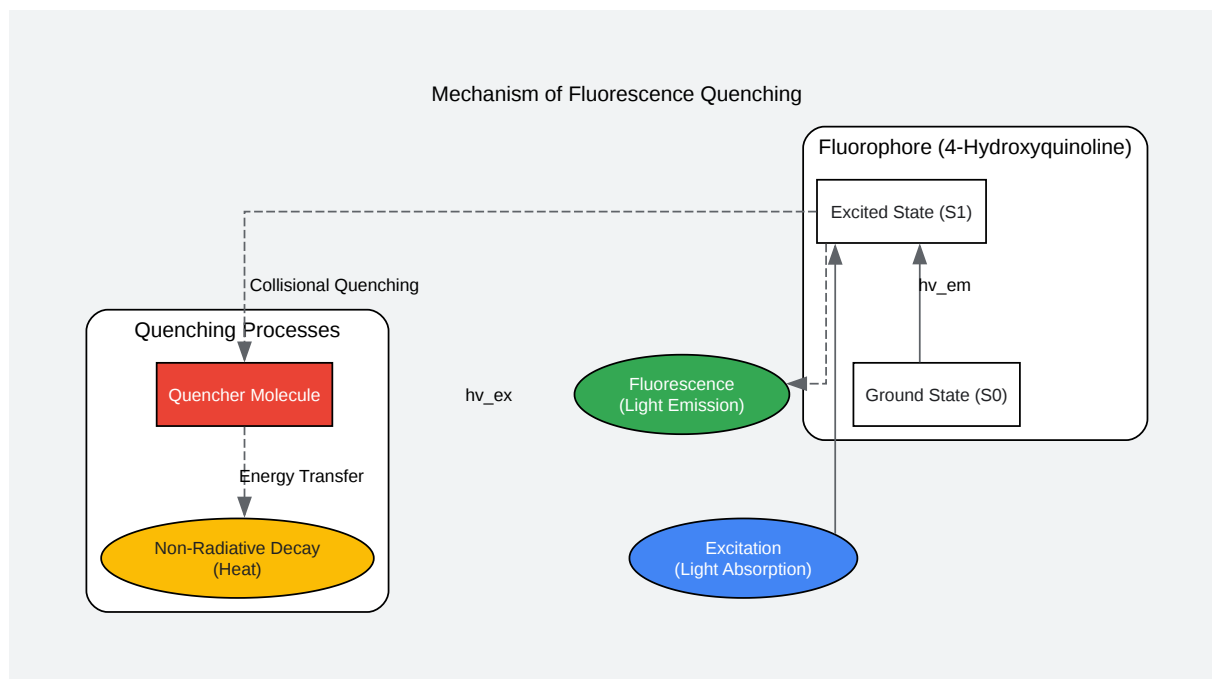 Mechanism of Fluorescence Quenching
Fluorophore (4-Hydroxyquinoline)
Excited State (S1)
Collisional Quenching
hv_em
Quenching Processes
Quencher Molecule
hv_ex
Fluorescence
(Light Emission)
Ground State (S0)
Energy Transfer
Non-Radiative Decay
(Heat)
Excitation
(Light Absorption)